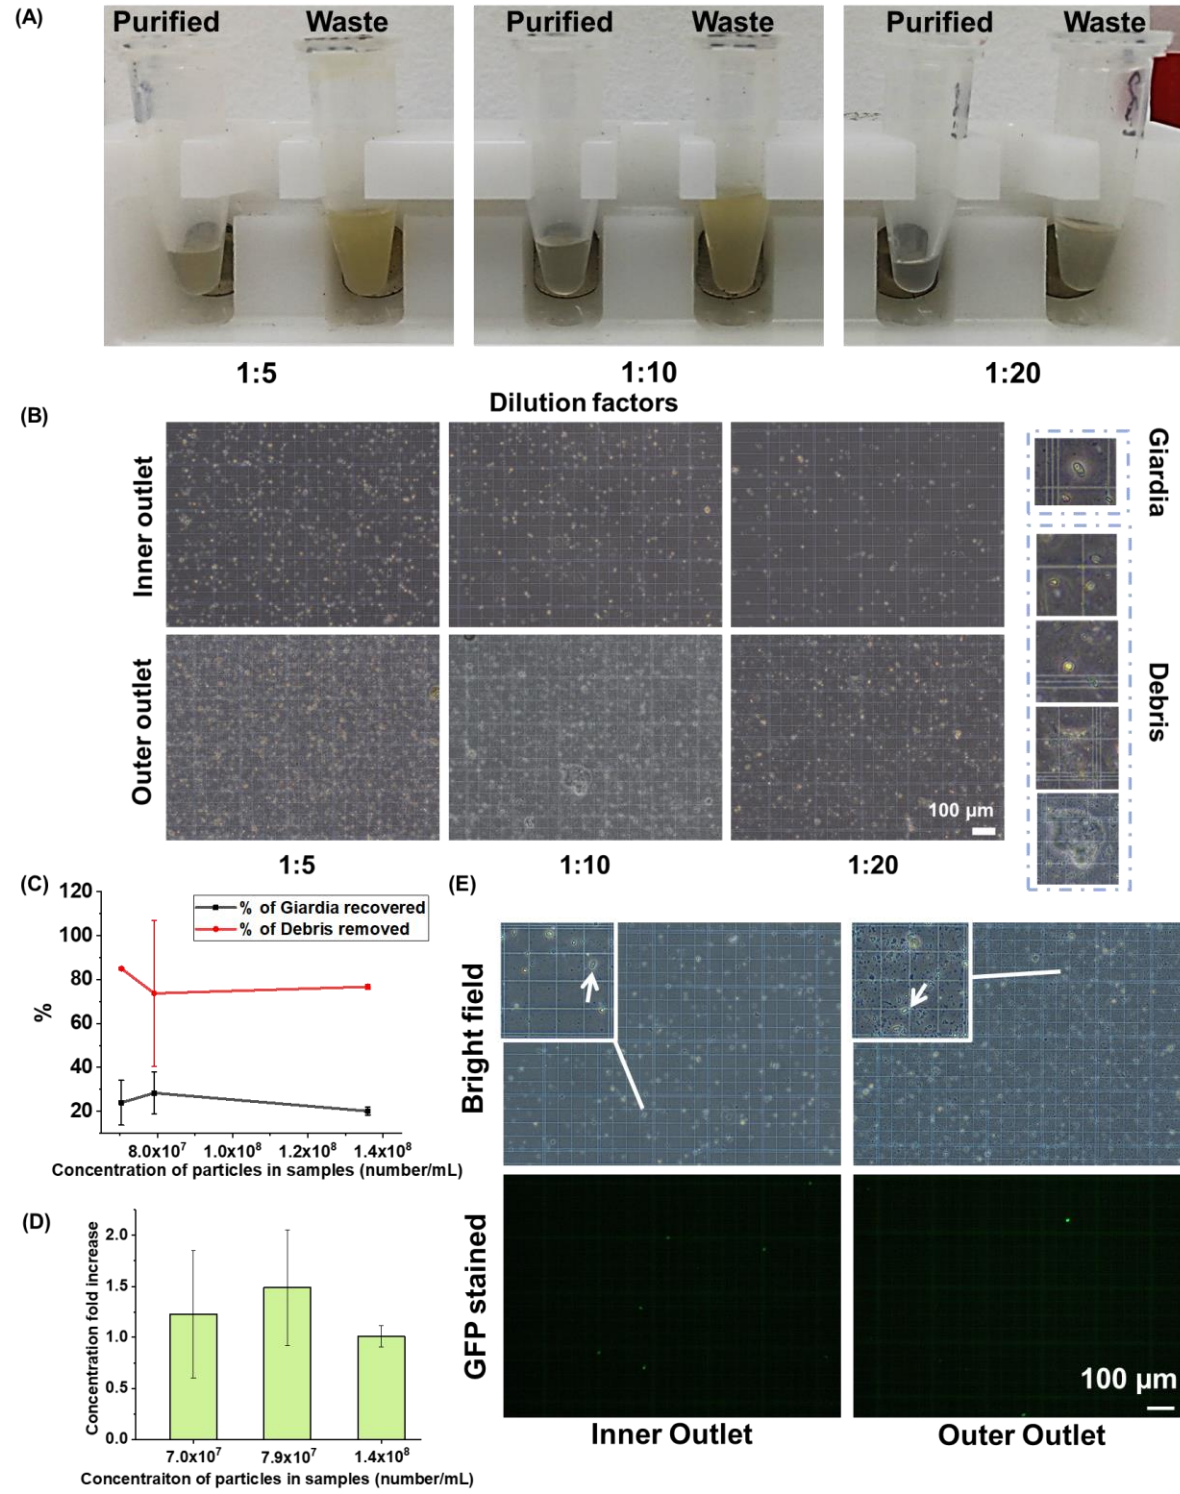 (A)
Purified Waste
Purified Waste
Purified Waste
1:5
1:10
1:20
Dilution factors
(B)
Inner outlet
Outer outlet
Giardia
Debris
100 µm
1:5
1:10
1:20
(C)
% of Giardia recovered
% of Debris removed
120
100
80
60
40
20
%
8.0x10⁷ 1.0x10⁸ 1.2x10⁸ 1.4x10⁸
Concentration of particles in samples (number/mL)
(D)
Concentration fold increase
2.0
1.5
1.0
0.5
0.0
7.0x10⁷ 7.9x10⁷ 1.4x10⁸
Concentraiton of particles in samples (number/mL)
(E)
Bright field
GFP stained
100 µm
Inner Outlet
Outer Outlet